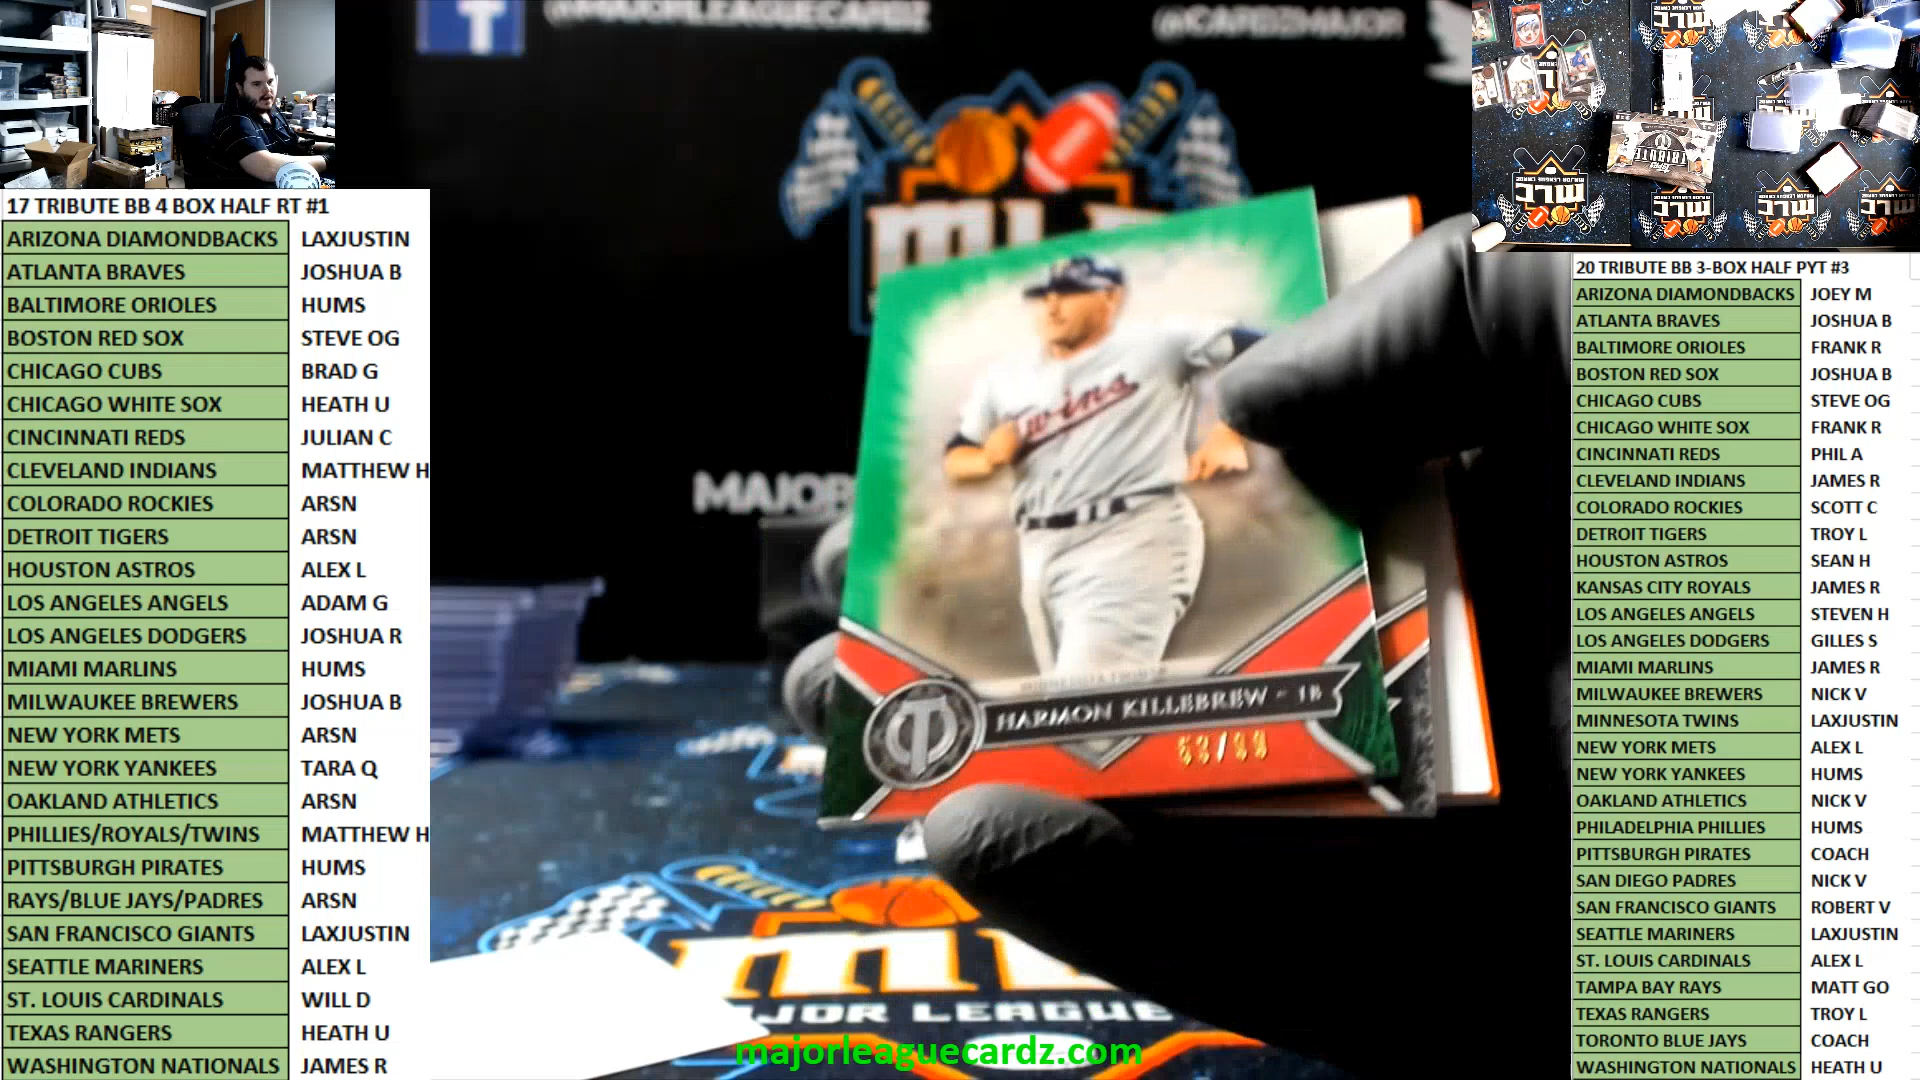 @MAJORLEAGUECARDZ
@CARDZMAJOR
17 TRIBUTE BB 4 BOX HALF RT #1
ARIZONA DIAMONDBACKS LAXJUSTIN
ATLANTA BRAVES JOSHUA B
BALTIMORE ORIOLES HUMS
BOSTON RED SOX STEVE OG
CHICAGO CUBS BRAD G
CHICAGO WHITE SOX HEATH U
CINCINNATI REDS JULIAN C
CLEVELAND INDIANS MATTHEW H
COLORADO ROCKIES ARSN
DETROIT TIGERS ARSN
HOUSTON ASTROS ALEX L
LOS ANGELES ANGELS ADAM G
LOS ANGELES DODGERS JOSHUA R
MIAMI MARLINS HUMS
MILWAUKEE BREWERS JOSHUA B
NEW YORK METS ARSN
NEW YORK YANKEES TARA Q
OAKLAND ATHLETICS ARSN
PHILLIES/ROYALS/TWINS MATTHEW H
PITTSBURGH PIRATES HUMS
RAYS/BLUE JAYS/PADRES ARSN
SAN FRANCISCO GIANTS LAXJUSTIN
SEATTLE MARINERS ALEX L
ST. LOUIS CARDINALS WILL D
TEXAS RANGERS HEATH U
WASHINGTON NATIONALS JAMES R
Twins
HARMON KILLEBREW - 1B
majorleaguecardz.com
TRIBUTE
MLC
MLC
MLC
20 TRIBUTE BB 3-BOX HALF PYT #3
ARIZONA DIAMONDBACKS JOEY M
ATLANTA BRAVES JOSHUA B
BALTIMORE ORIOLES FRANK R
BOSTON RED SOX JOSHUA B
CHICAGO CUBS STEVE OG
CHICAGO WHITE SOX FRANK R
CINCINNATI REDS PHIL A
CLEVELAND INDIANS JAMES R
COLORADO ROCKIES SCOTT C
DETROIT TIGERS TROY L
HOUSTON ASTROS SEAN H
KANSAS CITY ROYALS JAMES R
LOS ANGELES ANGELS STEVEN H
LOS ANGELES DODGERS GILLES S
MIAMI MARLINS JAMES R
MILWAUKEE BREWERS NICK V
MINNESOTA TWINS LAXJUSTIN
NEW YORK METS ALEX L
NEW YORK YANKEES HUMS
OAKLAND ATHLETICS NICK V
PHILADELPHIA PHILLIES HUMS
PITTSBURGH PIRATES COACH
SAN DIEGO PADRES NICK V
SAN FRANCISCO GIANTS ROBERT V
SEATTLE MARINERS LAXJUSTIN
ST. LOUIS CARDINALS ALEX L
TAMPA BAY RAYS MATT GO
TEXAS RANGERS TROY L
TORONTO BLUE JAYS COACH
WASHINGTON NATIONALS HEATH U